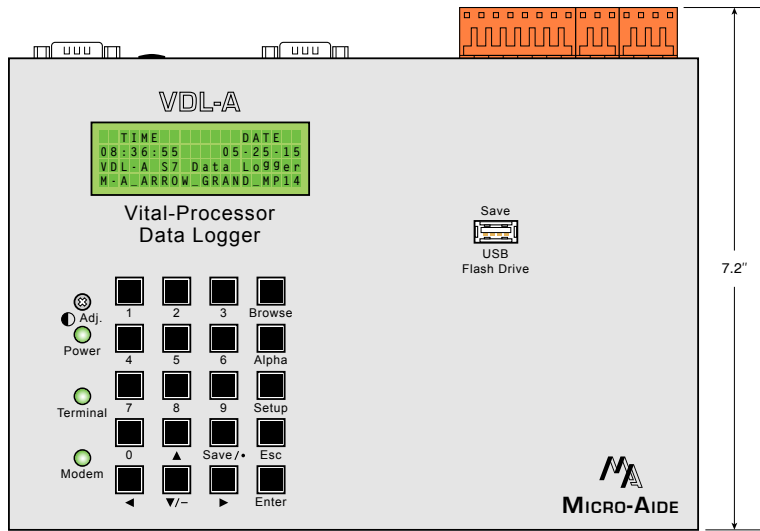 VDL-A
TIME DATE
08:36:55 05-25-15
VDL-A S7 Data Logger
M-A_ARROW_GRAND_MP14
Vital-Processor
Data Logger
Save
USB
Flash Drive
7.2"
1 2 3 Browse
Adj.
Power
4 5 6 Alpha
Terminal
7 8 9 Setup
0 ▲ Save/• Esc
Modem
◄ ▼/– ► Enter
MA
MICRO-AIDE